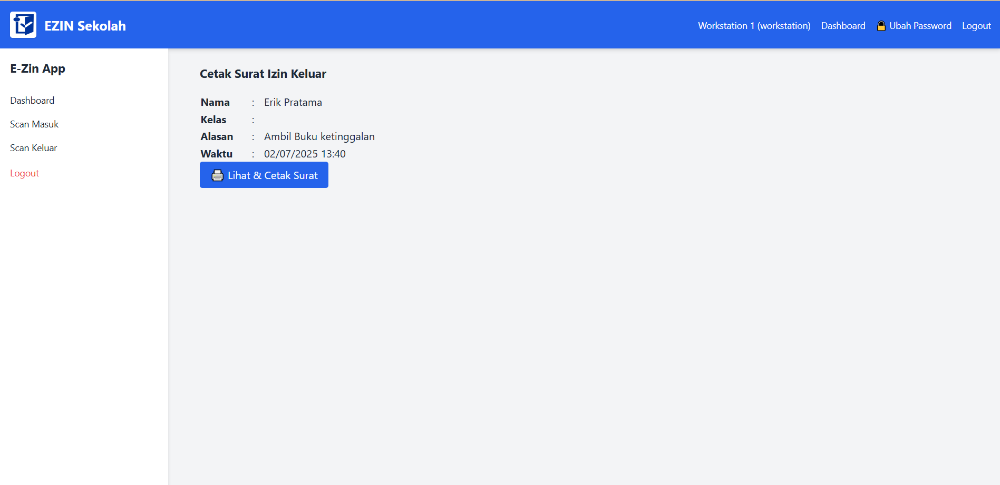 EZIN Sekolah
Workstation 1 (workstation) Dashboard 🔒 Ubah Password Logout
E-Zin App
Dashboard
Scan Masuk
Scan Keluar
Logout
Cetak Surat Izin Keluar
Nama : Erik Pratama
Kelas :
Alasan : Ambil Buku ketinggalan
Waktu : 02/07/2025 13:40
🖨️ Lihat & Cetak Surat